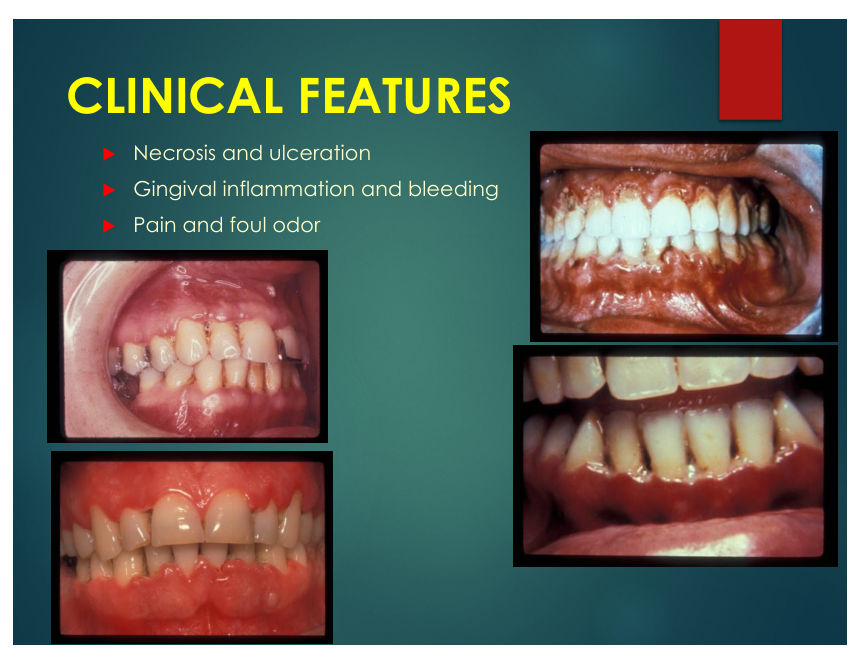 CLINICAL FEATURES
Necrosis and ulceration
Gingival inflammation and bleeding
Pain and foul odor